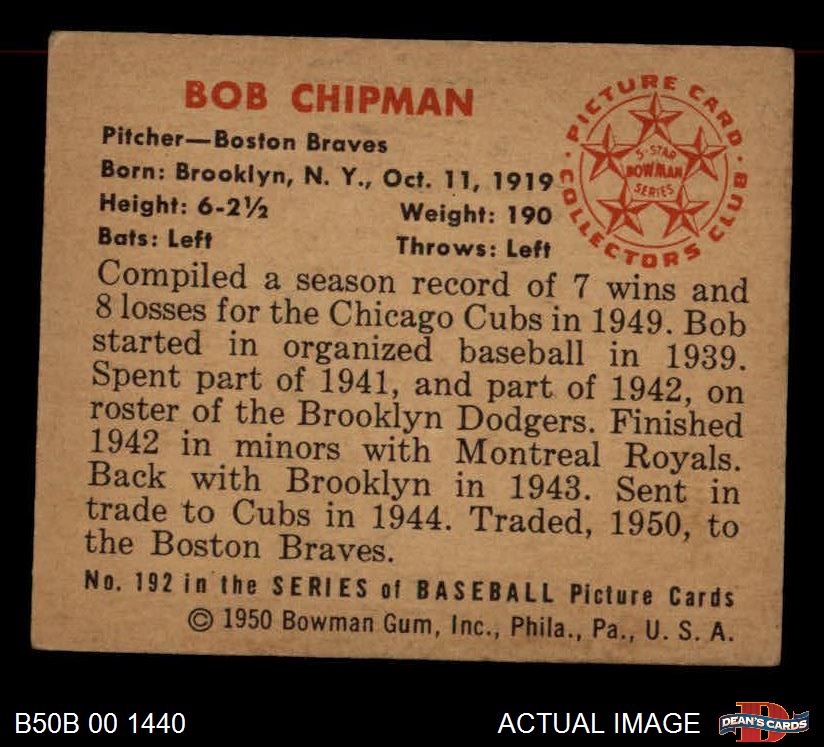 BOB CHIPMAN
Pitcher—Boston Braves
Born: Brooklyn, N. Y., Oct. 11, 1919
Height: 6-2½ Weight: 190
Bats: Left Throws: Left
PICTURE CARD
COLLECTORS CLUB
5-STAR
BOWMAN
SERIES
Compiled a season record of 7 wins and
8 losses for the Chicago Cubs in 1949. Bob
started in organized baseball in 1939.
Spent part of 1941, and part of 1942, on
roster of the Brooklyn Dodgers. Finished
1942 in minors with Montreal Royals.
Back with Brooklyn in 1943. Sent in
trade to Cubs in 1944. Traded, 1950, to
the Boston Braves.
No. 192 in the SERIES of BASEBALL Picture Cards
© 1950 Bowman Gum, Inc., Phila., Pa., U. S. A.
B50B 00 1440
ACTUAL IMAGE
D
DEAN'S CARDS